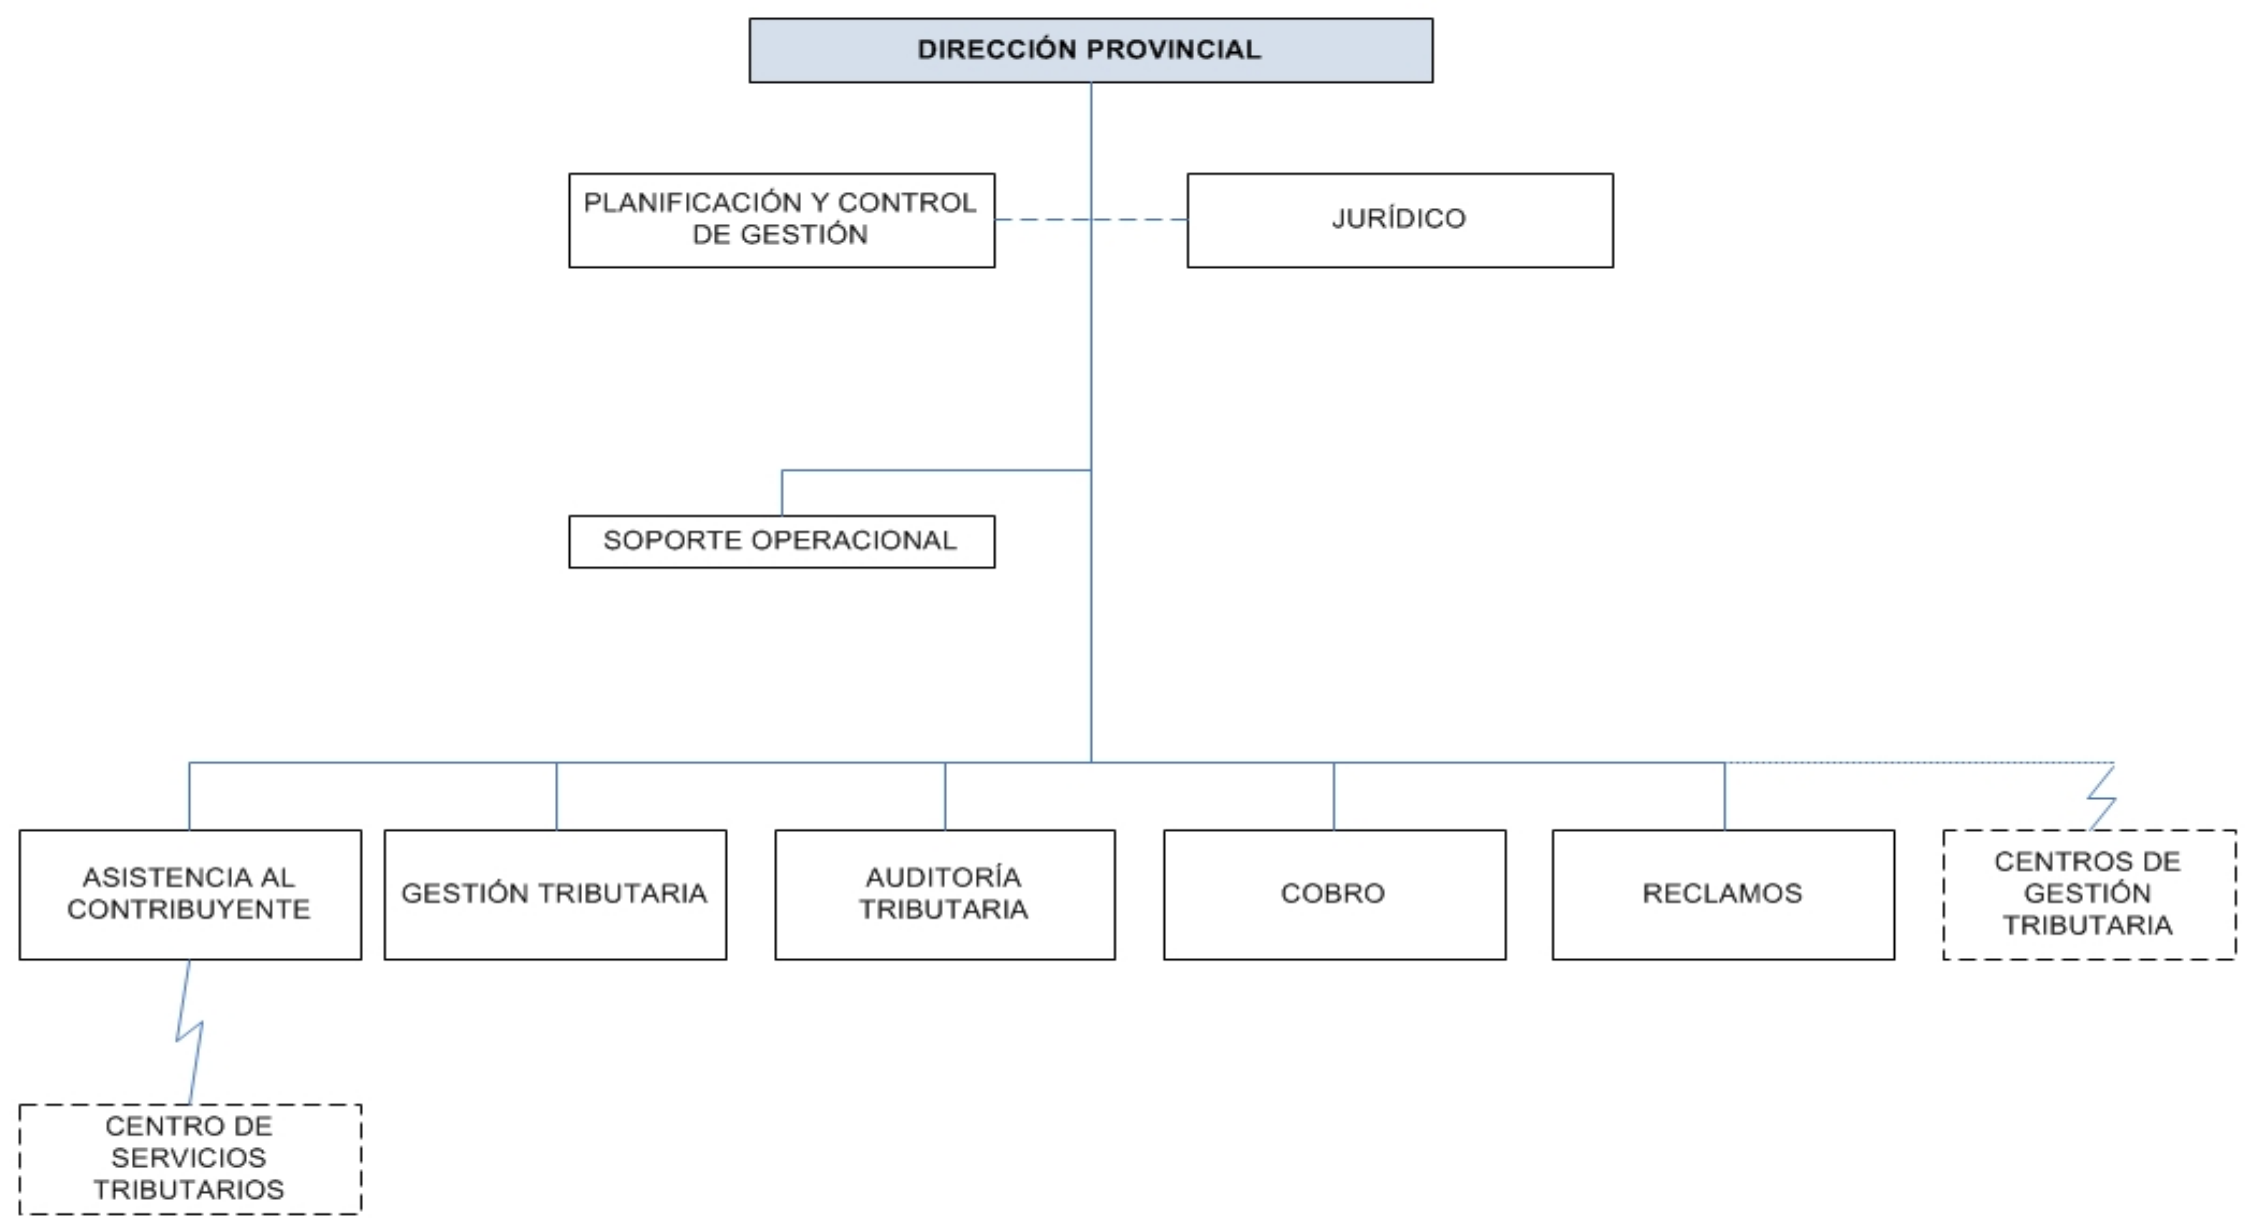 DIRECCIÓN PROVINCIAL
PLANIFICACIÓN Y CONTROL
DE GESTIÓN
JURÍDICO
SOPORTE OPERACIONAL
ASISTENCIA AL
CONTRIBUYENTE
GESTIÓN TRIBUTARIA
AUDITORÍA
TRIBUTARIA
COBRO
RECLAMOS
CENTROS DE
GESTIÓN
TRIBUTARIA
CENTRO DE
SERVICIOS
TRIBUTARIOS